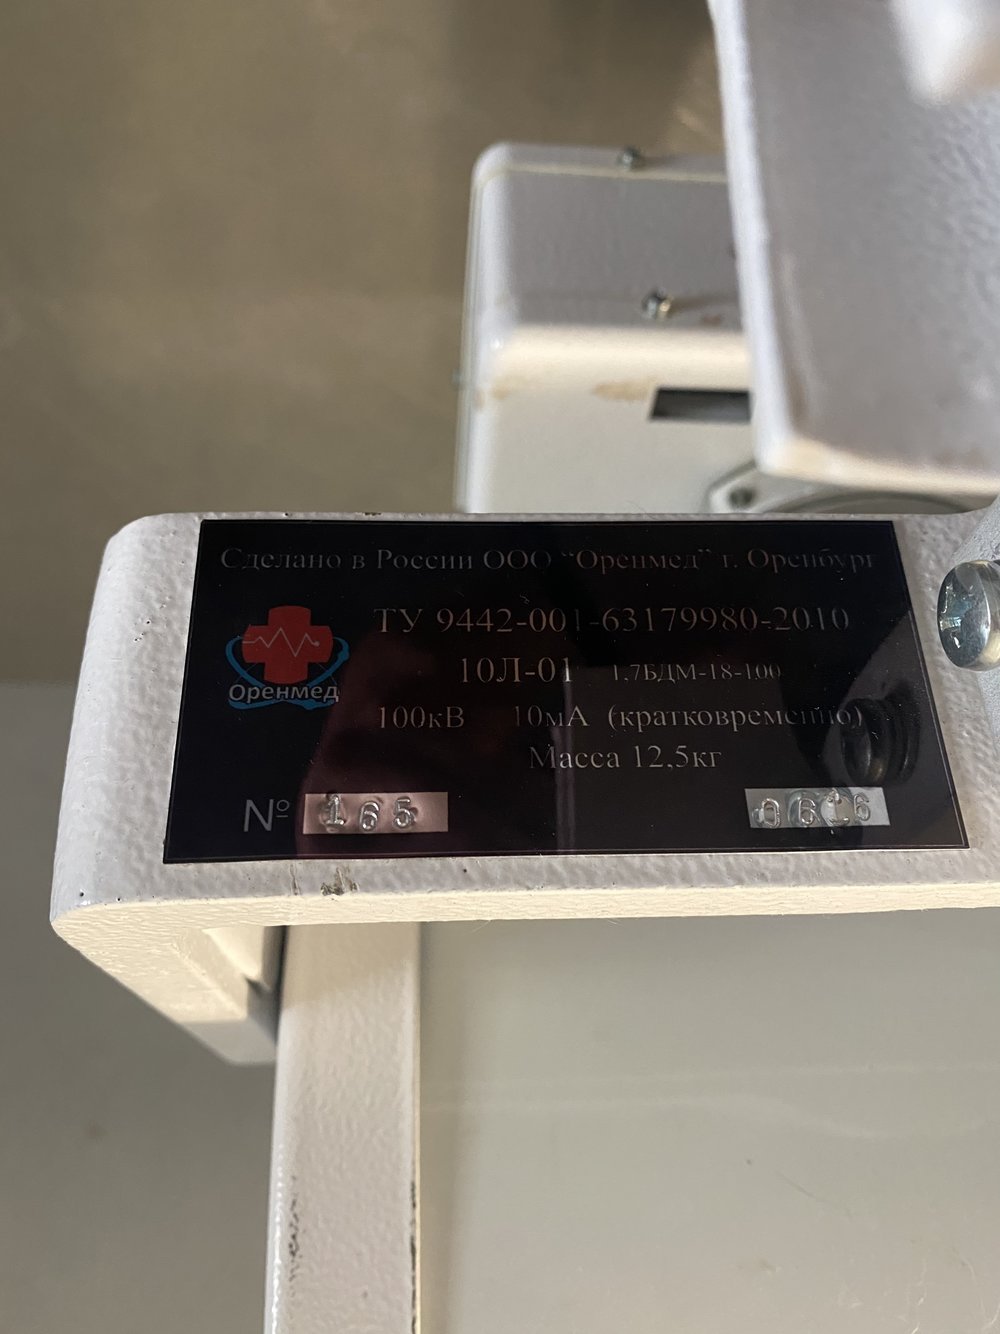 Сделано в России ООО “Оренмед” г. Оренбург
ТУ 9442-001-63179980-2010
Оренмед
10Л-01 1,7БДМ-18-100
100кВ 10мА (кратковременно)
Масса 12,5кг
№ 165